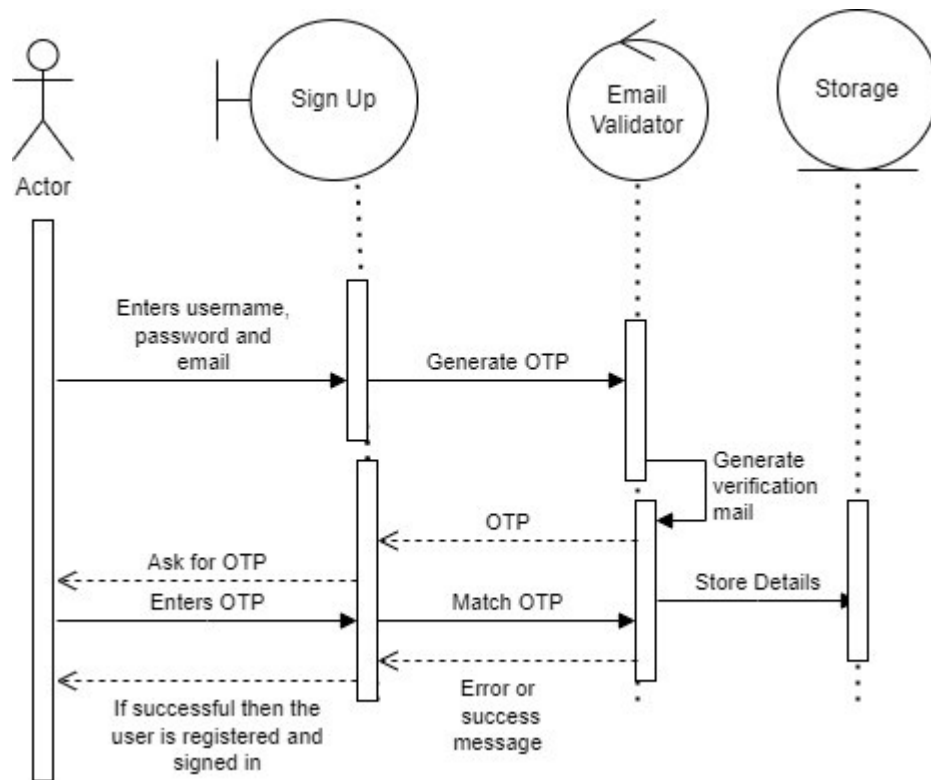 Sign Up
Email
Validator
Storage
Actor
Enters username,
password and
email
Generate OTP
Generate
verification
mail
OTP
Ask for OTP
Store Details
Enters OTP
Match OTP
If successful then the
user is registered and
signed in
Error or
success
message